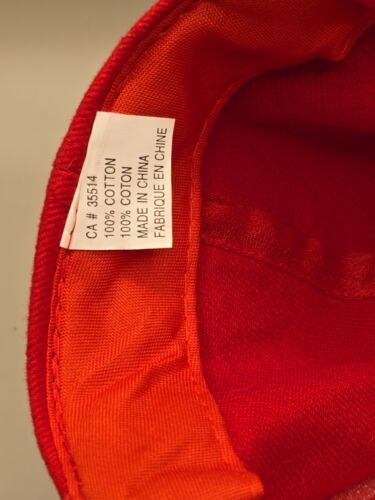 CA # 35514
100% COTTON
100% COTON
MADE IN CHINA
FABRIQUE EN CHINE